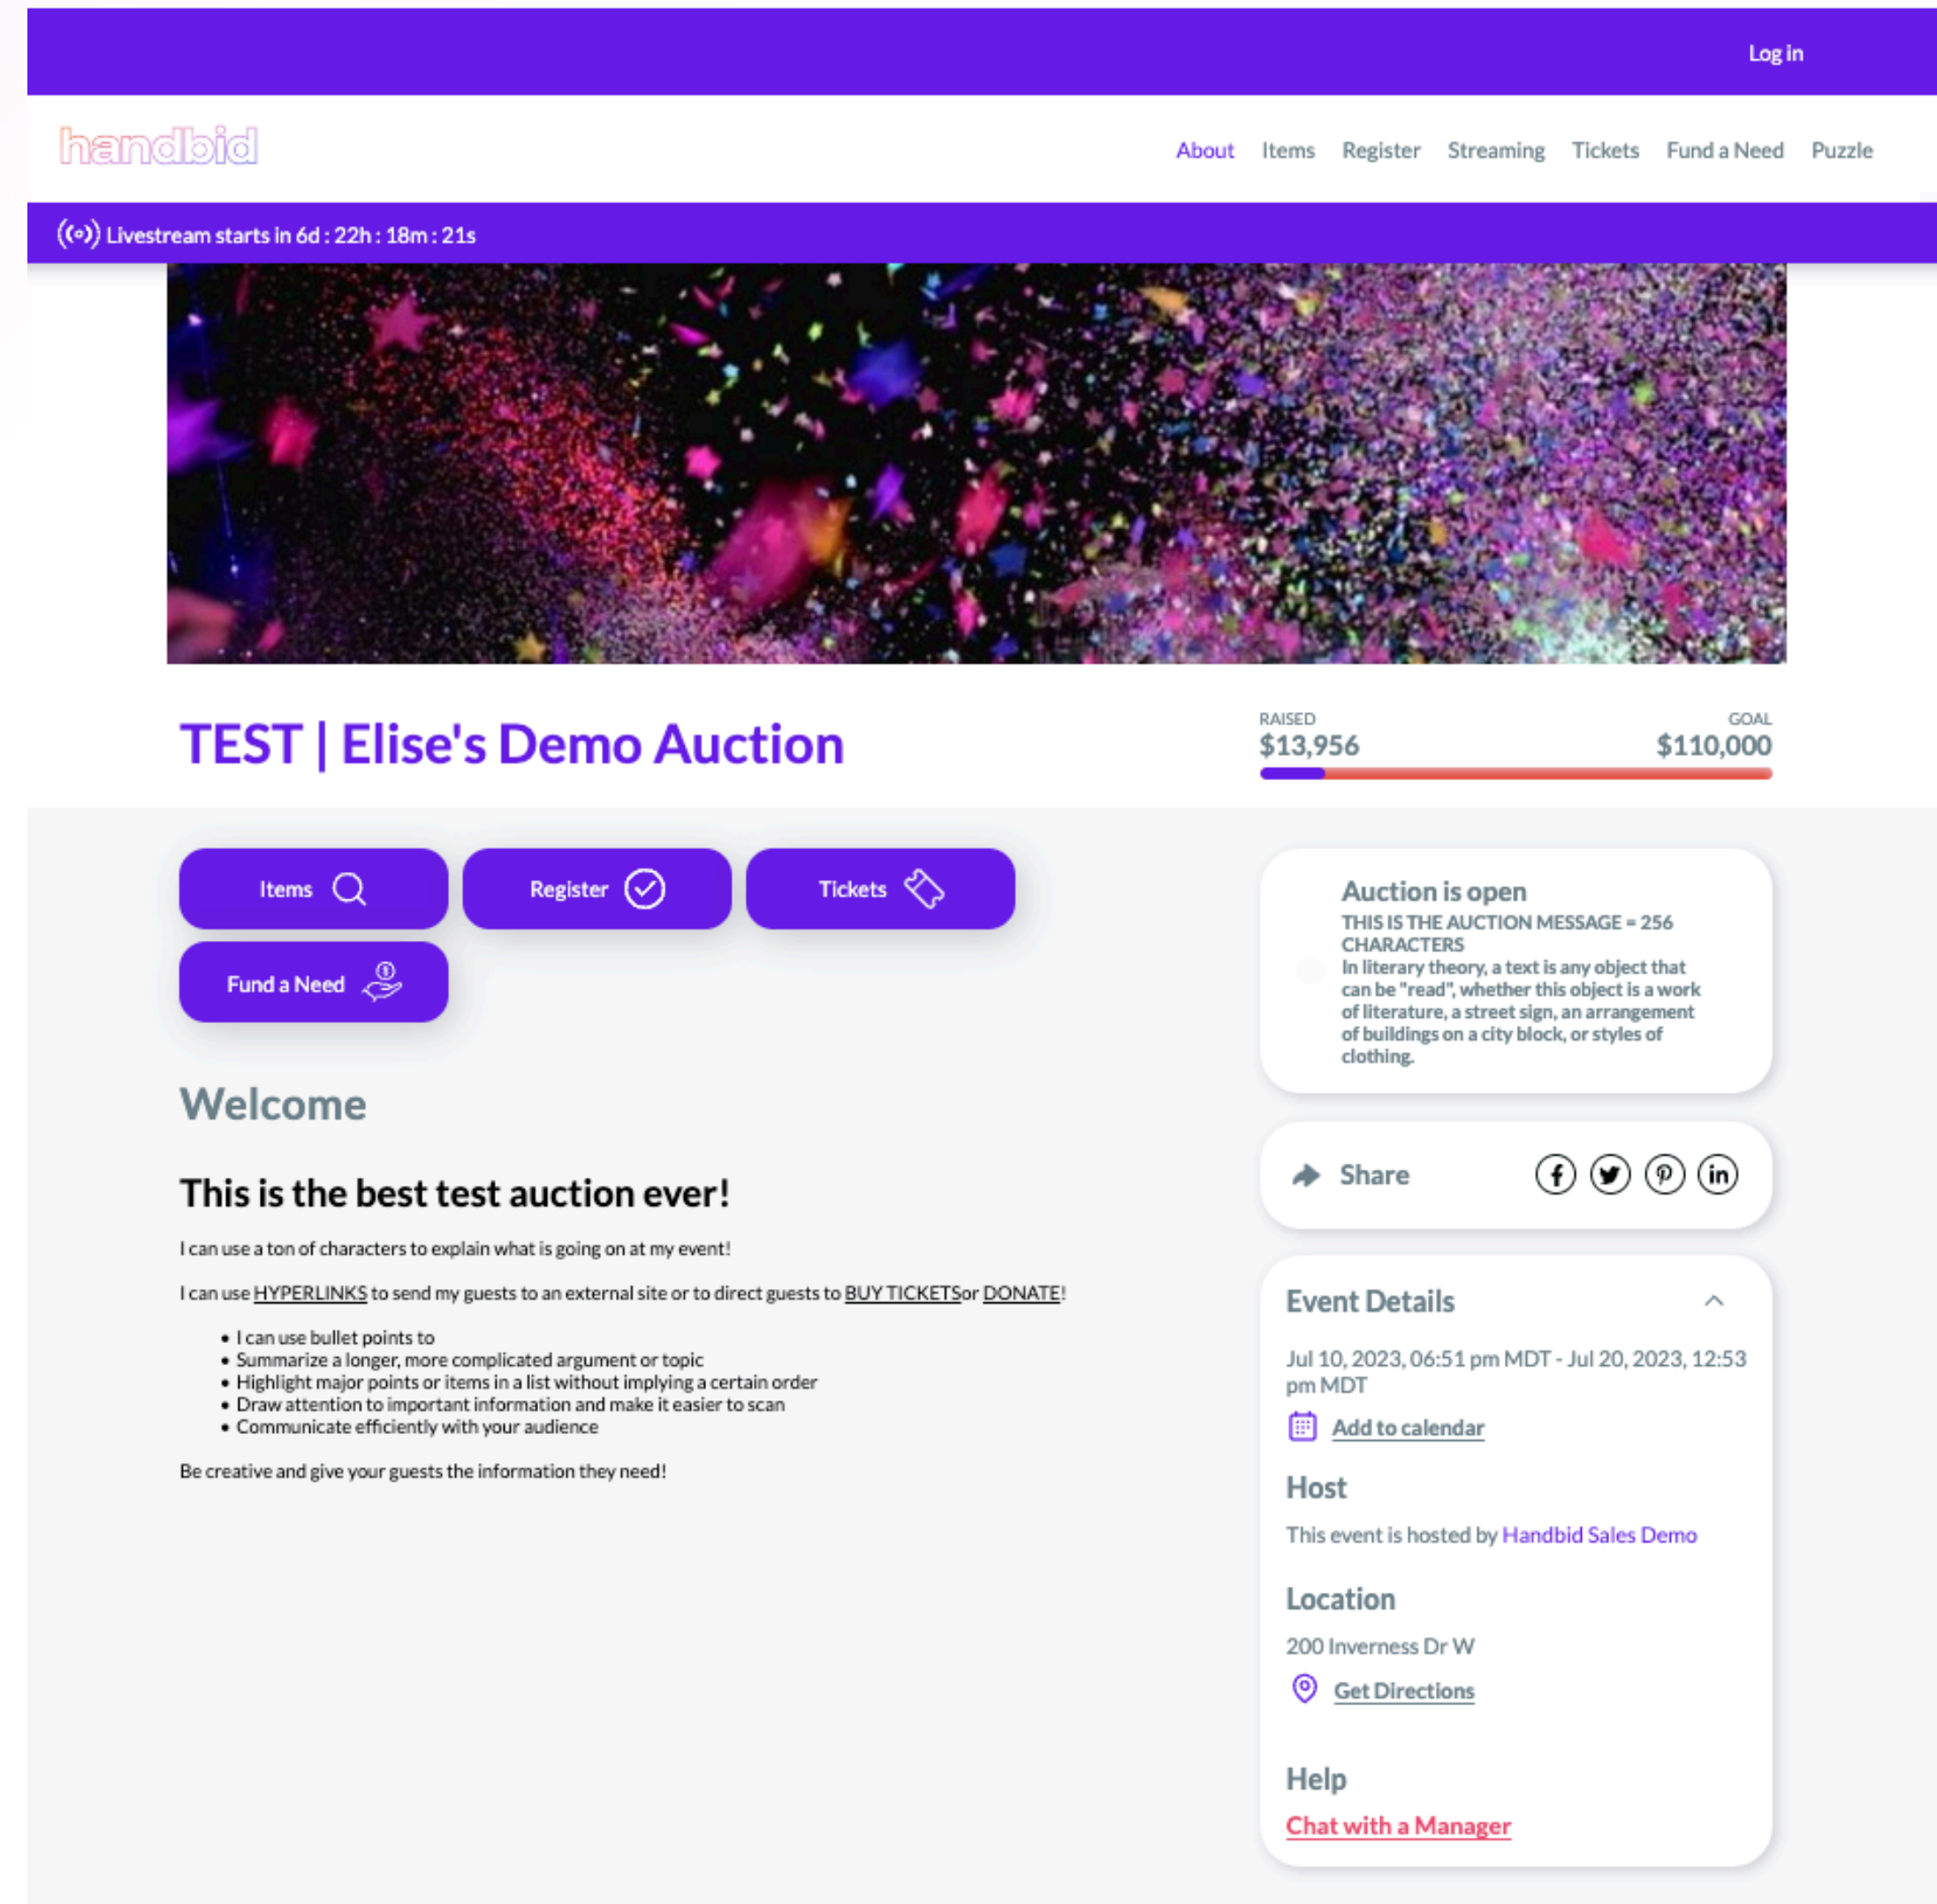 Log in
handbid
About Items Register Streaming Tickets Fund a Need Puzzle
Livestream starts in 6d : 22h : 18m : 21s
TEST | Elise's Demo Auction
RAISED GOAL
$13,956 $110,000
Items Register Tickets
Fund a Need
Welcome
This is the best test auction ever!
I can use a ton of characters to explain what is going on at my event!
I can use HYPERLINKS to send my guests to an external site or to direct guests to BUY TICKETSor DONATE!
• I can use bullet points to
• Summarize a longer, more complicated argument or topic
• Highlight major points or items in a list without implying a certain order
• Draw attention to important information and make it easier to scan
• Communicate efficiently with your audience
Be creative and give your guests the information they need!
Auction is open
THIS IS THE AUCTION MESSAGE = 256
CHARACTERS
In literary theory, a text is any object that
can be "read", whether this object is a work
of literature, a street sign, an arrangement
of buildings on a city block, or styles of
clothing.
Share
Event Details
Jul 10, 2023, 06:51 pm MDT - Jul 20, 2023, 12:53
pm MDT
Add to calendar
Host
This event is hosted by Handbid Sales Demo
Location
200 Inverness Dr W
Get Directions
Help
Chat with a Manager